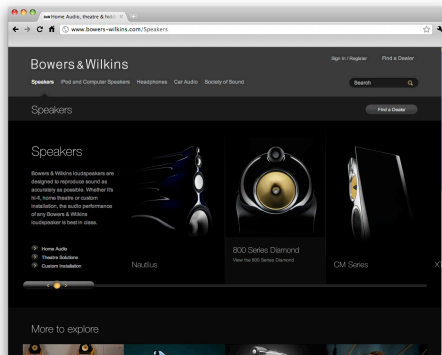 Home Audio, theatre &
www.bowers-wilkins.com/Speakers
Bowers & Wilkins
Sign In / Register
Find a Dealer
Speakers
iPod and Computer Speakers
Headphones
Car Audio
Society of Sound
Search
Speakers
Find a Dealer
Speakers
Bowers & Wilkins loudspeakers are
designed to reproduce sound as
accurately as possible. Whether it's
hi-fi, home theatre or custom
installation, the audio performance
of any Bowers & Wilkins
loudspeaker is best in class.
Home Audio
Theatre Solutions
Custom Installation
Nautilus
800 Series Diamond
View the 800 Series Diamond
CM Series
XT
More to explore